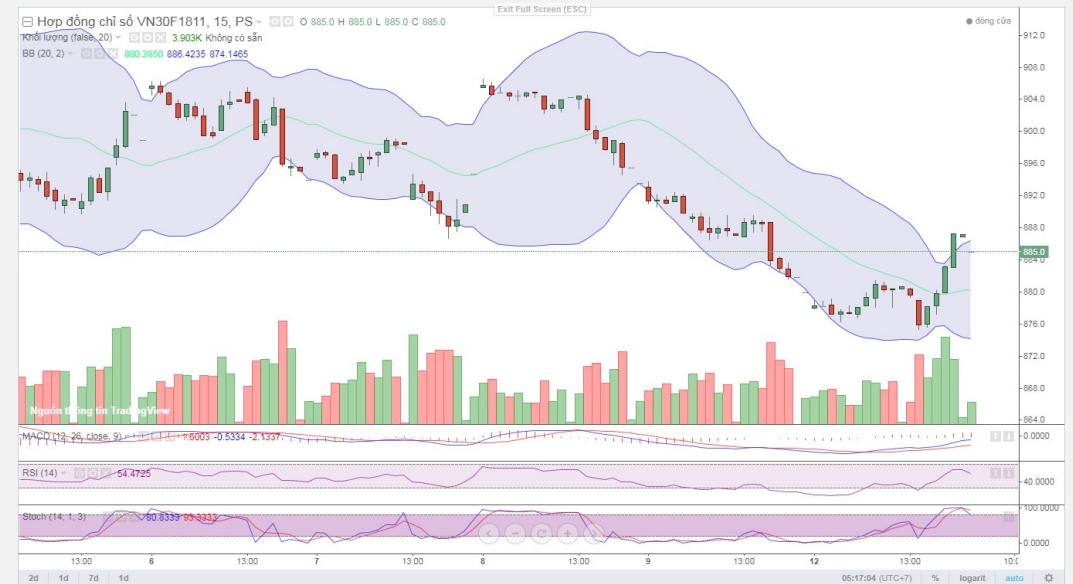 Exit Full Screen (ESC)
Hợp đồng chỉ số VN30F1811, 15, PS O 885.0 H 885.0 L 885.0 C 885.0
đóng cửa
Khối lượng (false, 20) 3.903K Không có sẵn
BB (20, 2) 880.2850 886.4235 874.1465
912.0
908.0
904.0
900.0
896.0
892.0
888.0
885.0
884.0
880.0
876.0
872.0
868.0
864.0
Nguồn thông tin TradingView
MACD (12, 26, close, 9) 1.6003 -0.5334 -2.1337
0.0000
RSI (14) 54.4725
40.0000
Stoch (14, 1, 3) 80.8333 93.3333
100.0000
0.0000
13:00 6 13:00 7 13:00 8 13:00 9 13:00 12 13:00 10:0
2d 1d 7d 1d 05:17:04 (UTC+7) % logarit auto